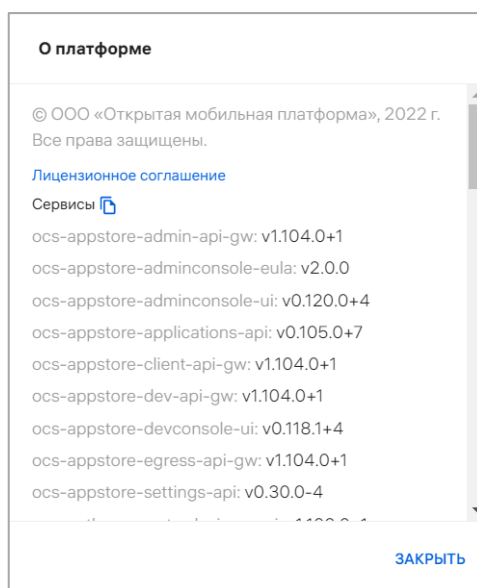 О платформе
© ООО «Открытая мобильная платформа», 2022 г.
Все права защищены.
Лицензионное соглашение
Сервисы
ocs-appstore-admin-api-gw: v1.104.0+1
ocs-appstore-adminconsole-eula: v2.0.0
ocs-appstore-adminconsole-ui: v0.120.0+4
ocs-appstore-applications-api: v0.105.0+7
ocs-appstore-client-api-gw: v1.104.0+1
ocs-appstore-dev-api-gw: v1.104.0+1
ocs-appstore-devconsole-ui: v0.118.1+4
ocs-appstore-egress-api-gw: v1.104.0+1
ocs-appstore-settings-api: v0.30.0-4
ЗАКРЫТЬ